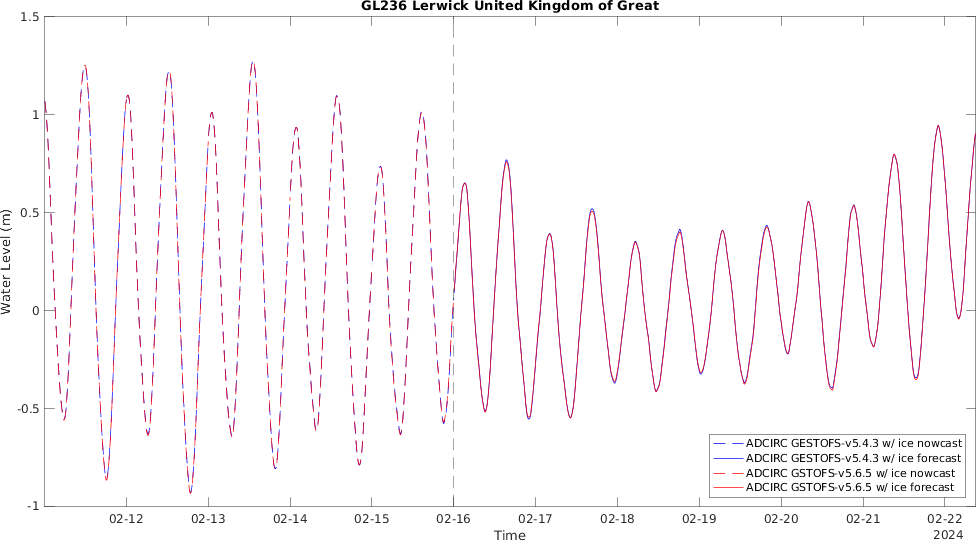 GL236 Lerwick United Kingdom of Great
1.5
1
0.5
0
-0.5
-1
Water Level (m)
02-12 02-13 02-14 02-15 02-16 02-17 02-18 02-19 02-20 02-21 02-22
Time
2024
ADCIRC GESTOFS-v5.4.3 w/ ice nowcast
ADCIRC GESTOFS-v5.4.3 w/ ice forecast
ADCIRC GSTOFS-v5.6.5 w/ ice nowcast
ADCIRC GSTOFS-v5.6.5 w/ ice forecast